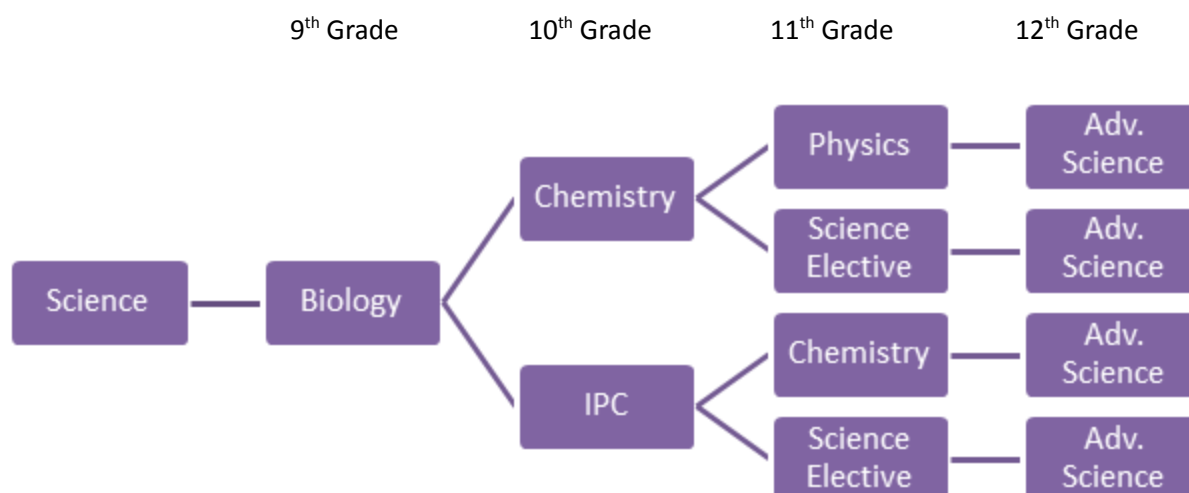 9th Grade 10th Grade 11th Grade 12th Grade
Science
Biology
Chemistry
IPC
Physics
Science
Elective
Chemistry
Science
Elective
Adv.
Science
Adv.
Science
Adv.
Science
Adv.
Science